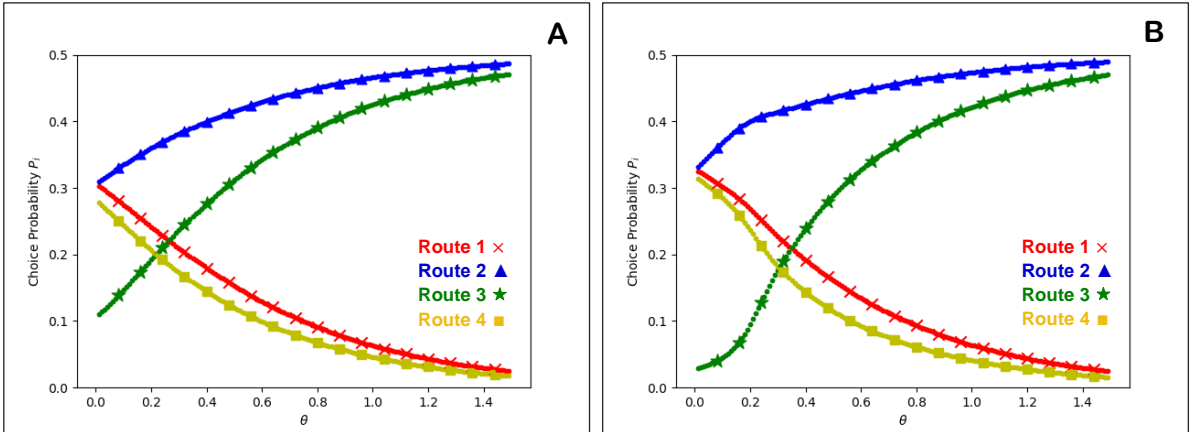 A
Choice Probability Pᵢ
0.5
0.4
0.3
0.2
0.1
0.0
Route 1 ×
Route 2 ▲
Route 3 ★
Route 4 ■
0.0 0.2 0.4 0.6 0.8 1.0 1.2 1.4
θ
B
Choice Probability Pᵢ
0.5
0.4
0.3
0.2
0.1
0.0
Route 1 ×
Route 2 ▲
Route 3 ★
Route 4 ■
0.0 0.2 0.4 0.6 0.8 1.0 1.2 1.4
θ